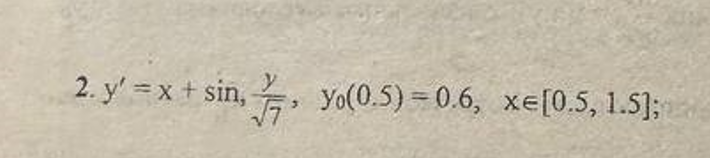 2. y′ = x + sin, y/√7, y₀(0.5) = 0.6, x∈[0.5, 1.5];